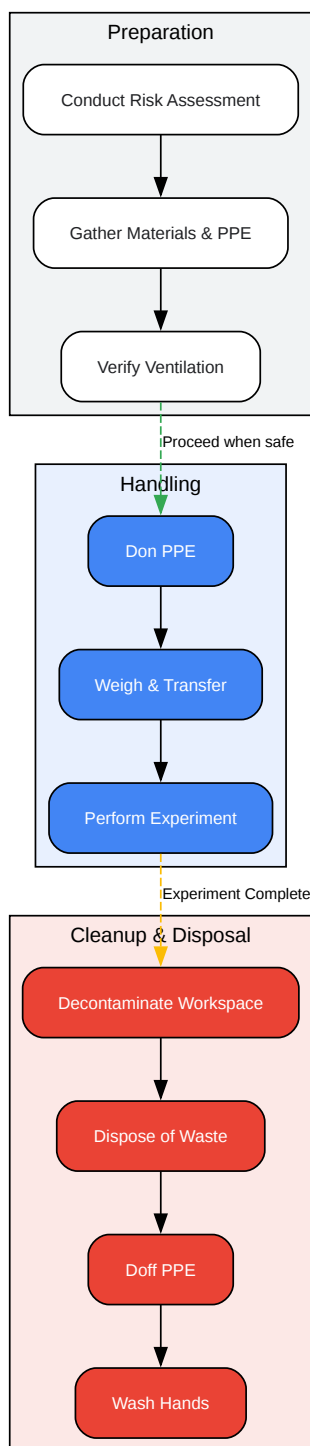 Preparation
Conduct Risk Assessment
Gather Materials & PPE
Verify Ventilation
Proceed when safe
Handling
Don PPE
Weigh & Transfer
Perform Experiment
Experiment Complete
Cleanup & Disposal
Decontaminate Workspace
Dispose of Waste
Doff PPE
Wash Hands